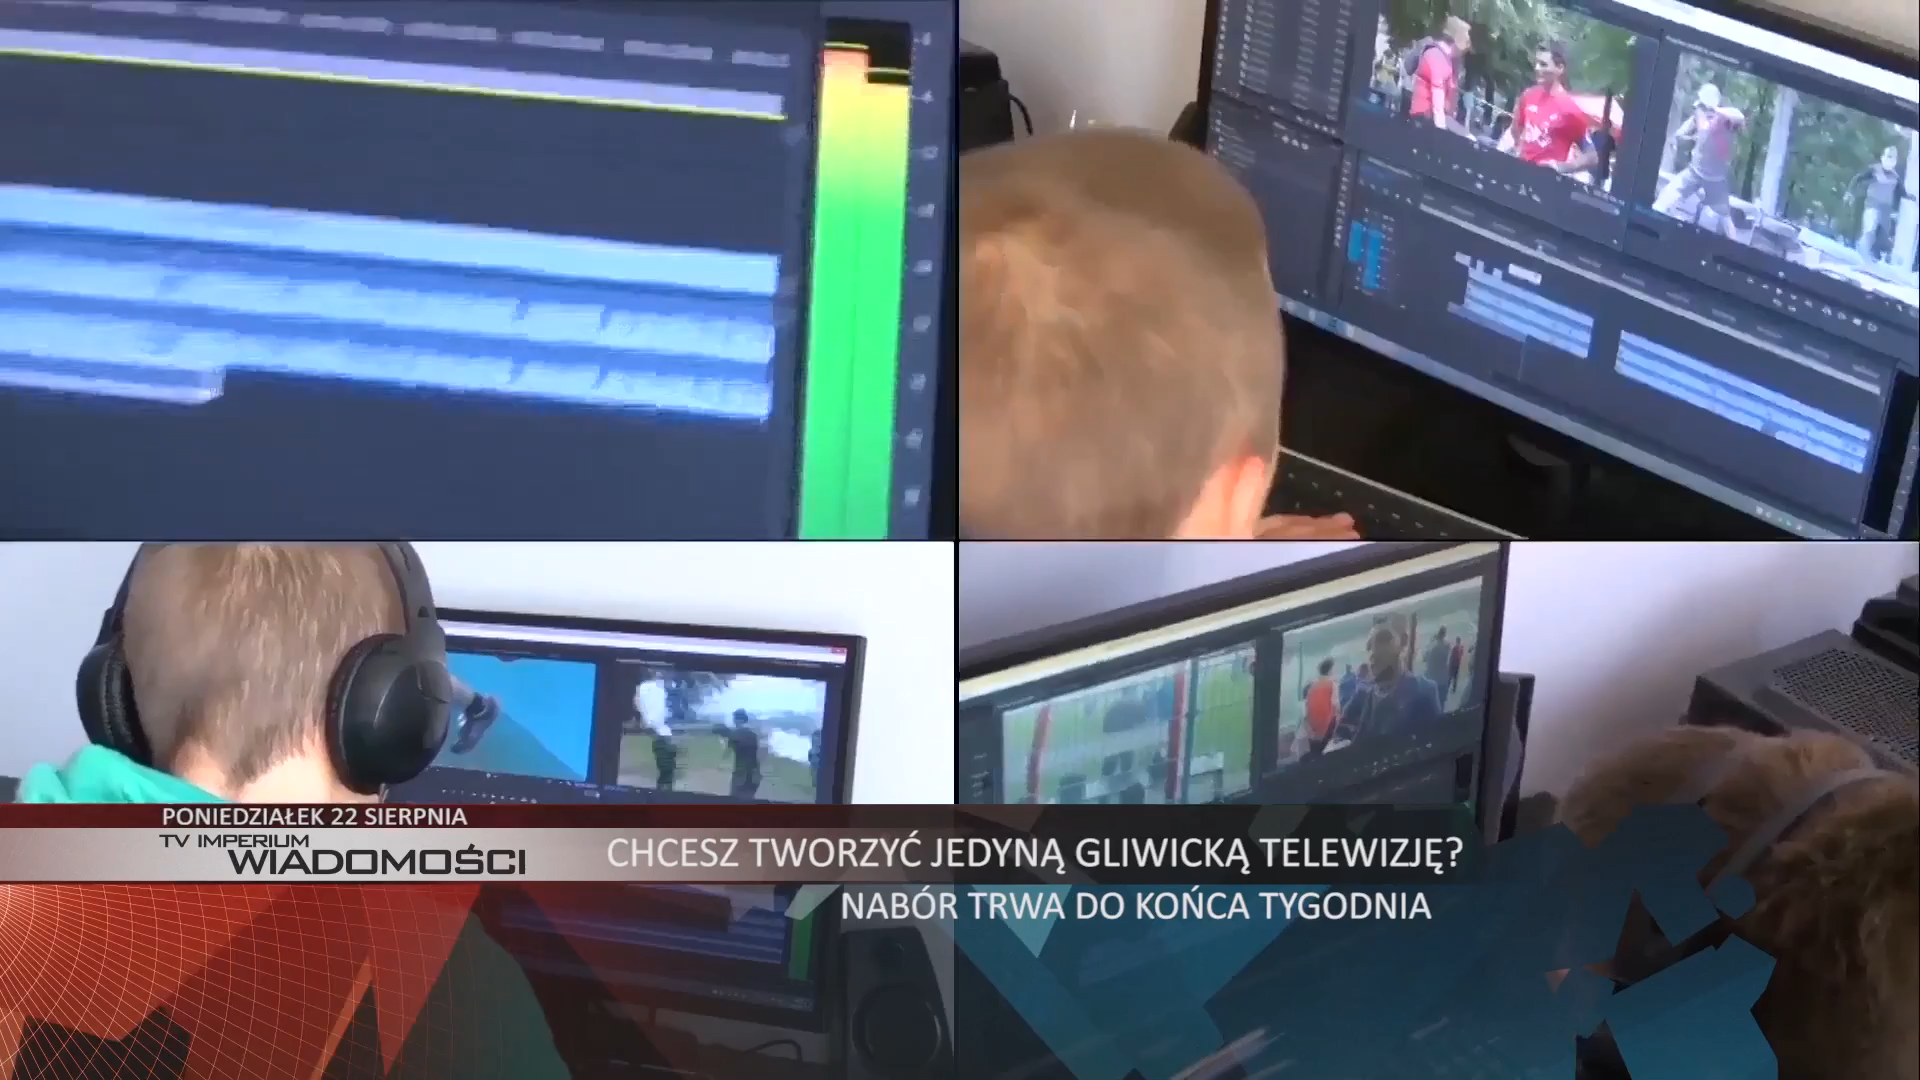 PONIEDZIAŁEK 22 SIERPNIA
TV IMPERIUM
WIADOMOŚCI
CHCESZ TWORZYĆ JEDYNĄ GLIWICKĄ TELEWIZJĘ?
NABÓR TRWA DO KOŃCA TYGODNIA